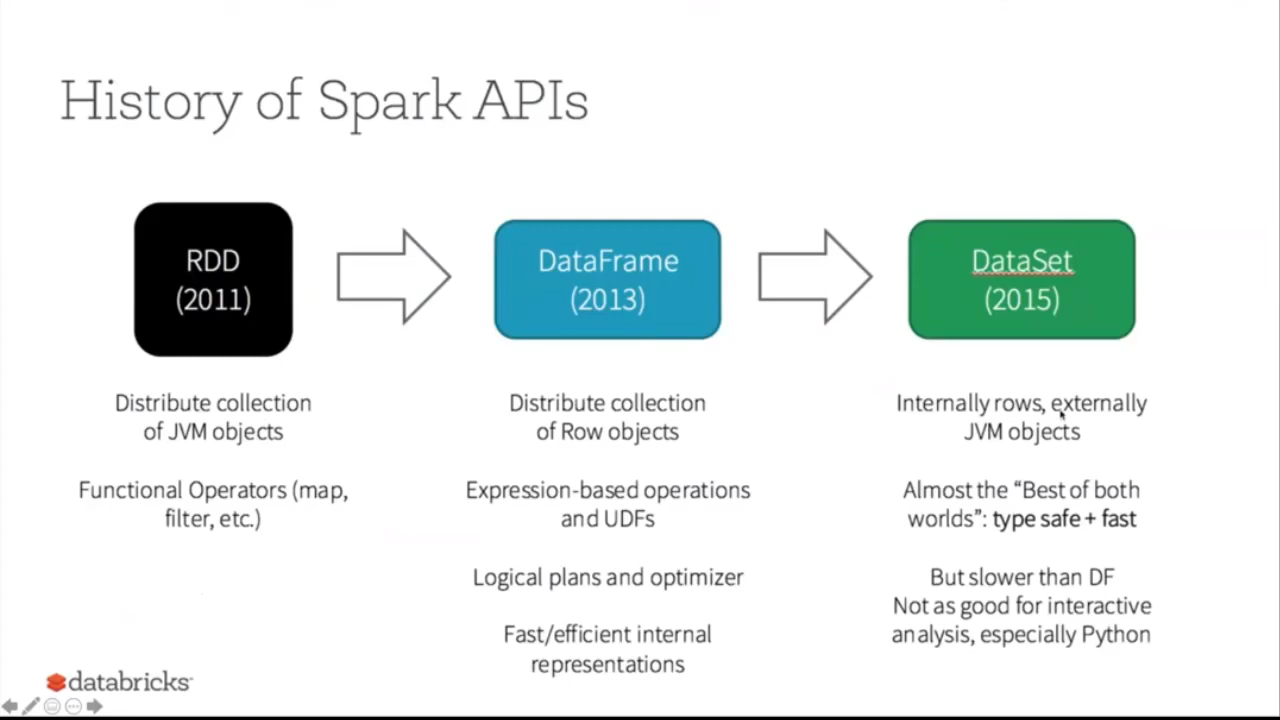 History of Spark APIs
RDD
(2011)
DataFrame
(2013)
DataSet
(2015)
Distribute collection
of JVM objects
Functional Operators (map,
filter, etc.)
Distribute collection
of Row objects
Expression-based operations
and UDFs
Logical plans and optimizer
Fast/efficient internal
representations
Internally rows, externally
JVM objects
Almost the “Best of both
worlds”: type safe + fast
But slower than DF
Not as good for interactive
analysis, especially Python
databricks